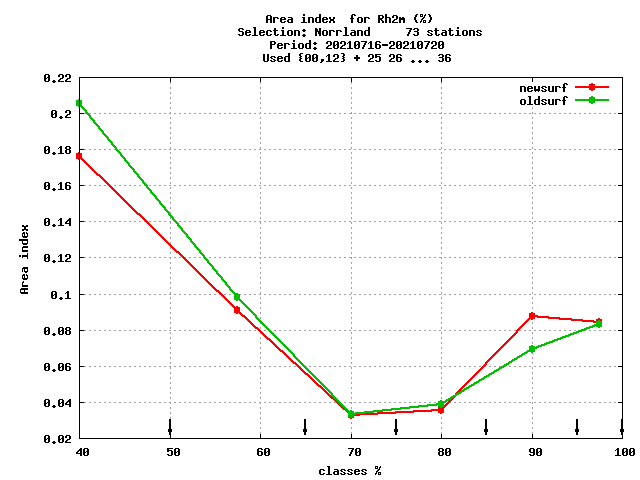 Area index  for Rh2m (%)
Selection: Norrland     73 stations
Period: 20210716-20210720
Used {00,12} + 25 26 ... 36
newsurf
oldsurf
0.22
0.2
0.18
0.16
0.14
0.12
0.1
0.08
0.06
0.04
0.02
Area index
40 50 60 70 80 90 100
classes %